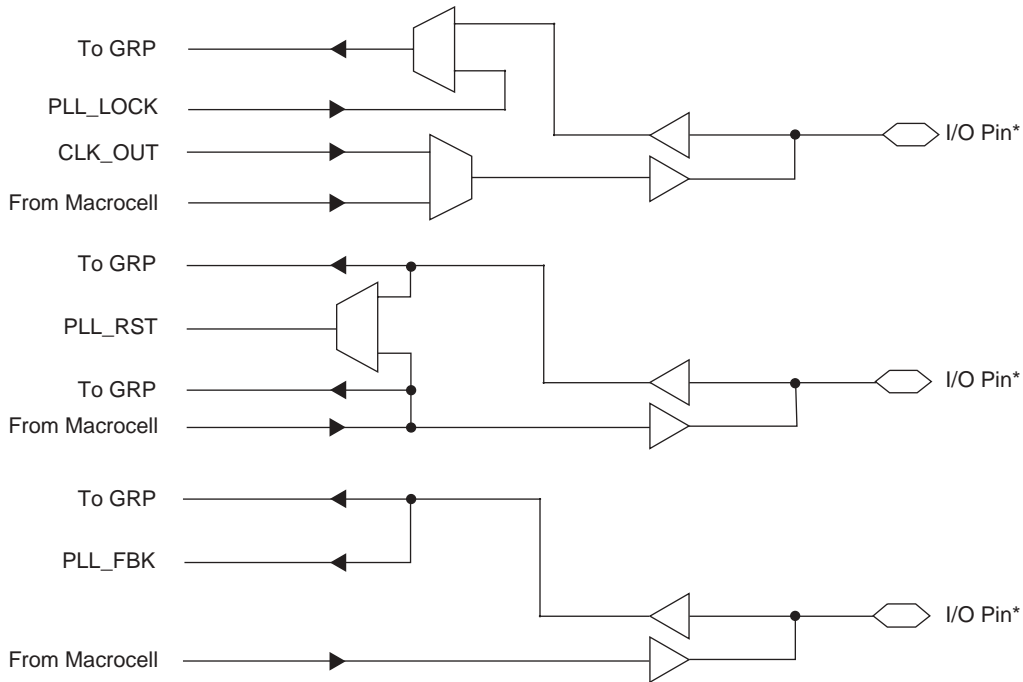 To GRP
PLL_LOCK
I/O Pin*
CLK_OUT
From Macrocell
To GRP
PLL_RST
To GRP
I/O Pin*
From Macrocell
To GRP
PLL_FBK
I/O Pin*
From Macrocell